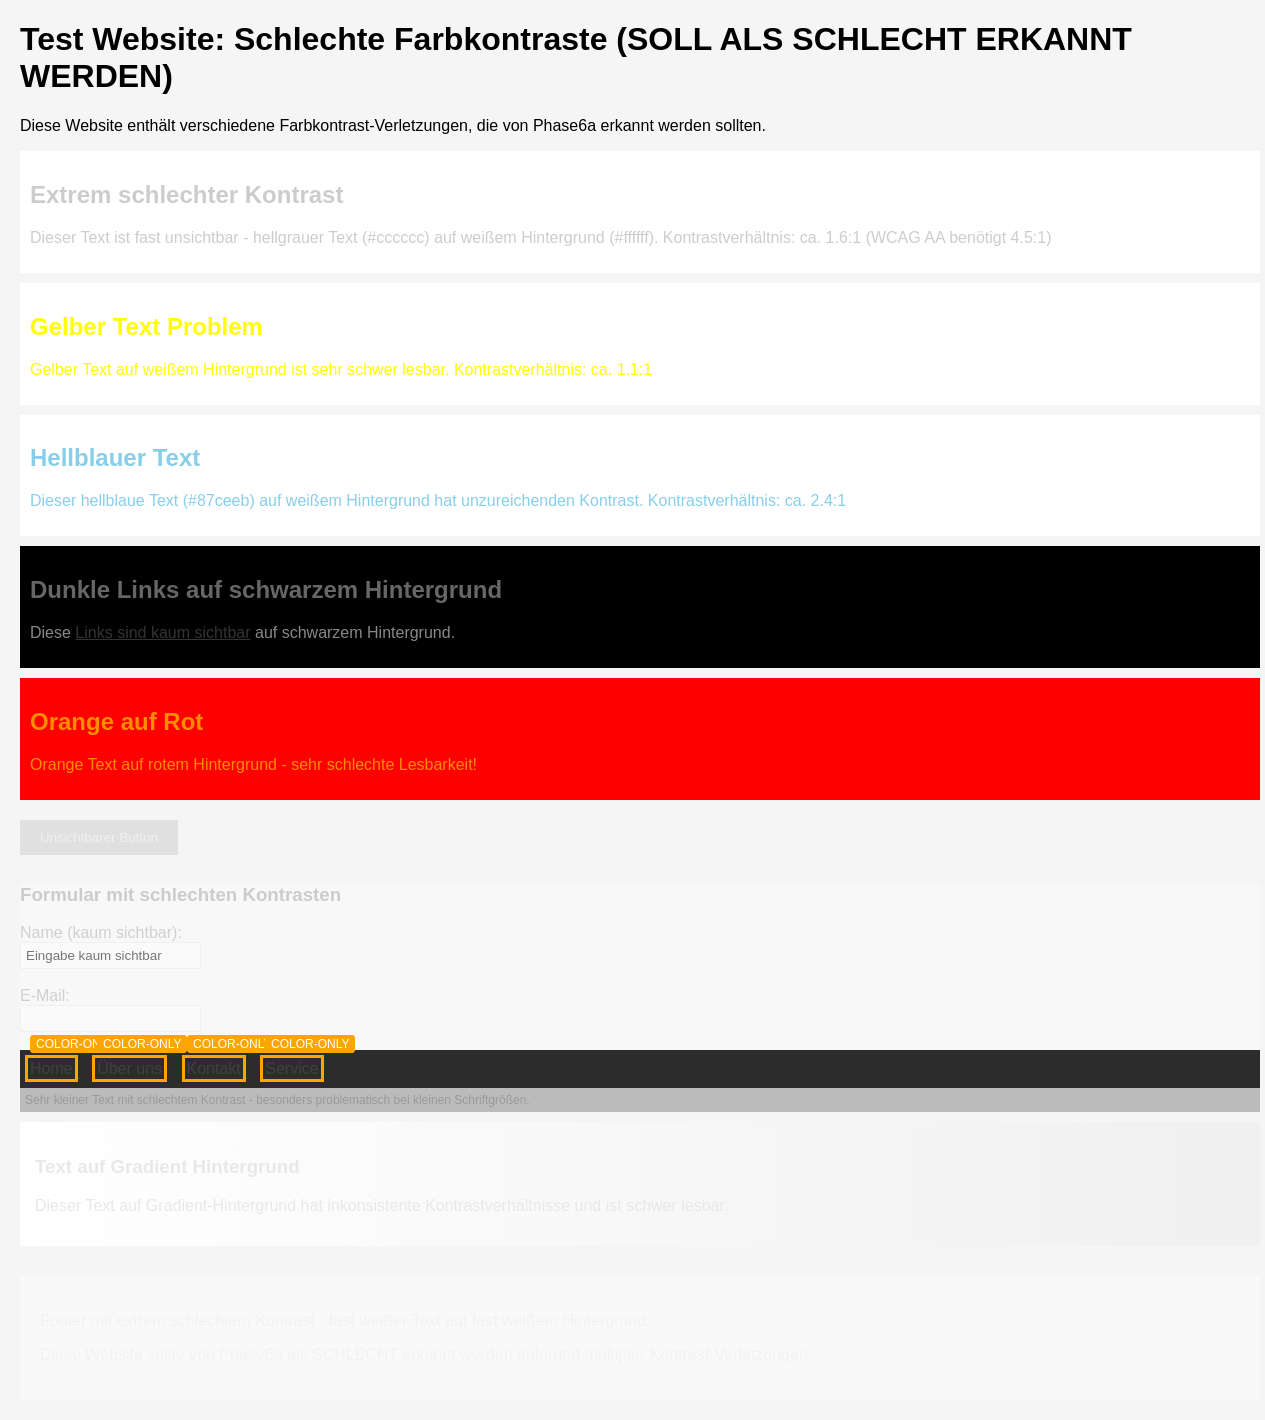 Test Website: Schlechte Farbkontraste (SOLL ALS SCHLECHT ERKANNT
WERDEN)
Diese Website enthält verschiedene Farbkontrast-Verletzungen, die von Phase6a erkannt werden sollten.
Extrem schlechter Kontrast
Dieser Text ist fast unsichtbar - hellgrauer Text (#cccccc) auf weißem Hintergrund (#ffffff). Kontrastverhältnis: ca. 1.6:1 (WCAG AA benötigt 4.5:1)
Gelber Text Problem
Gelber Text auf weißem Hintergrund ist sehr schwer lesbar. Kontrastverhältnis: ca. 1.1:1
Hellblauer Text
Dieser hellblaue Text (#87ceeb) auf weißem Hintergrund hat unzureichenden Kontrast. Kontrastverhältnis: ca. 2.4:1
Dunkle Links auf schwarzem Hintergrund
Diese Links sind kaum sichtbar auf schwarzem Hintergrund.
Orange auf Rot
Orange Text auf rotem Hintergrund - sehr schlechte Lesbarkeit!
Unsichtbarer Button
Formular mit schlechten Kontrasten
Name (kaum sichtbar):
Eingabe kaum sichtbar
E-Mail:
COLOR-ON COLOR-ONLY COLOR-ONL COLOR-ONLY
Home Über uns Kontakt Service
Sehr kleiner Text mit schlechtem Kontrast - besonders problematisch bei kleinen Schriftgrößen.
Text auf Gradient Hintergrund
Dieser Text auf Gradient-Hintergrund hat inkonsistente Kontrastverhältnisse und ist schwer lesbar.
Footer mit extrem schlechtem Kontrast - fast weißer Text auf fast weißem Hintergrund.
Diese Website sollte von Phase6a als SCHLECHT erkannt werden aufgrund multipler Kontrast-Verletzungen.